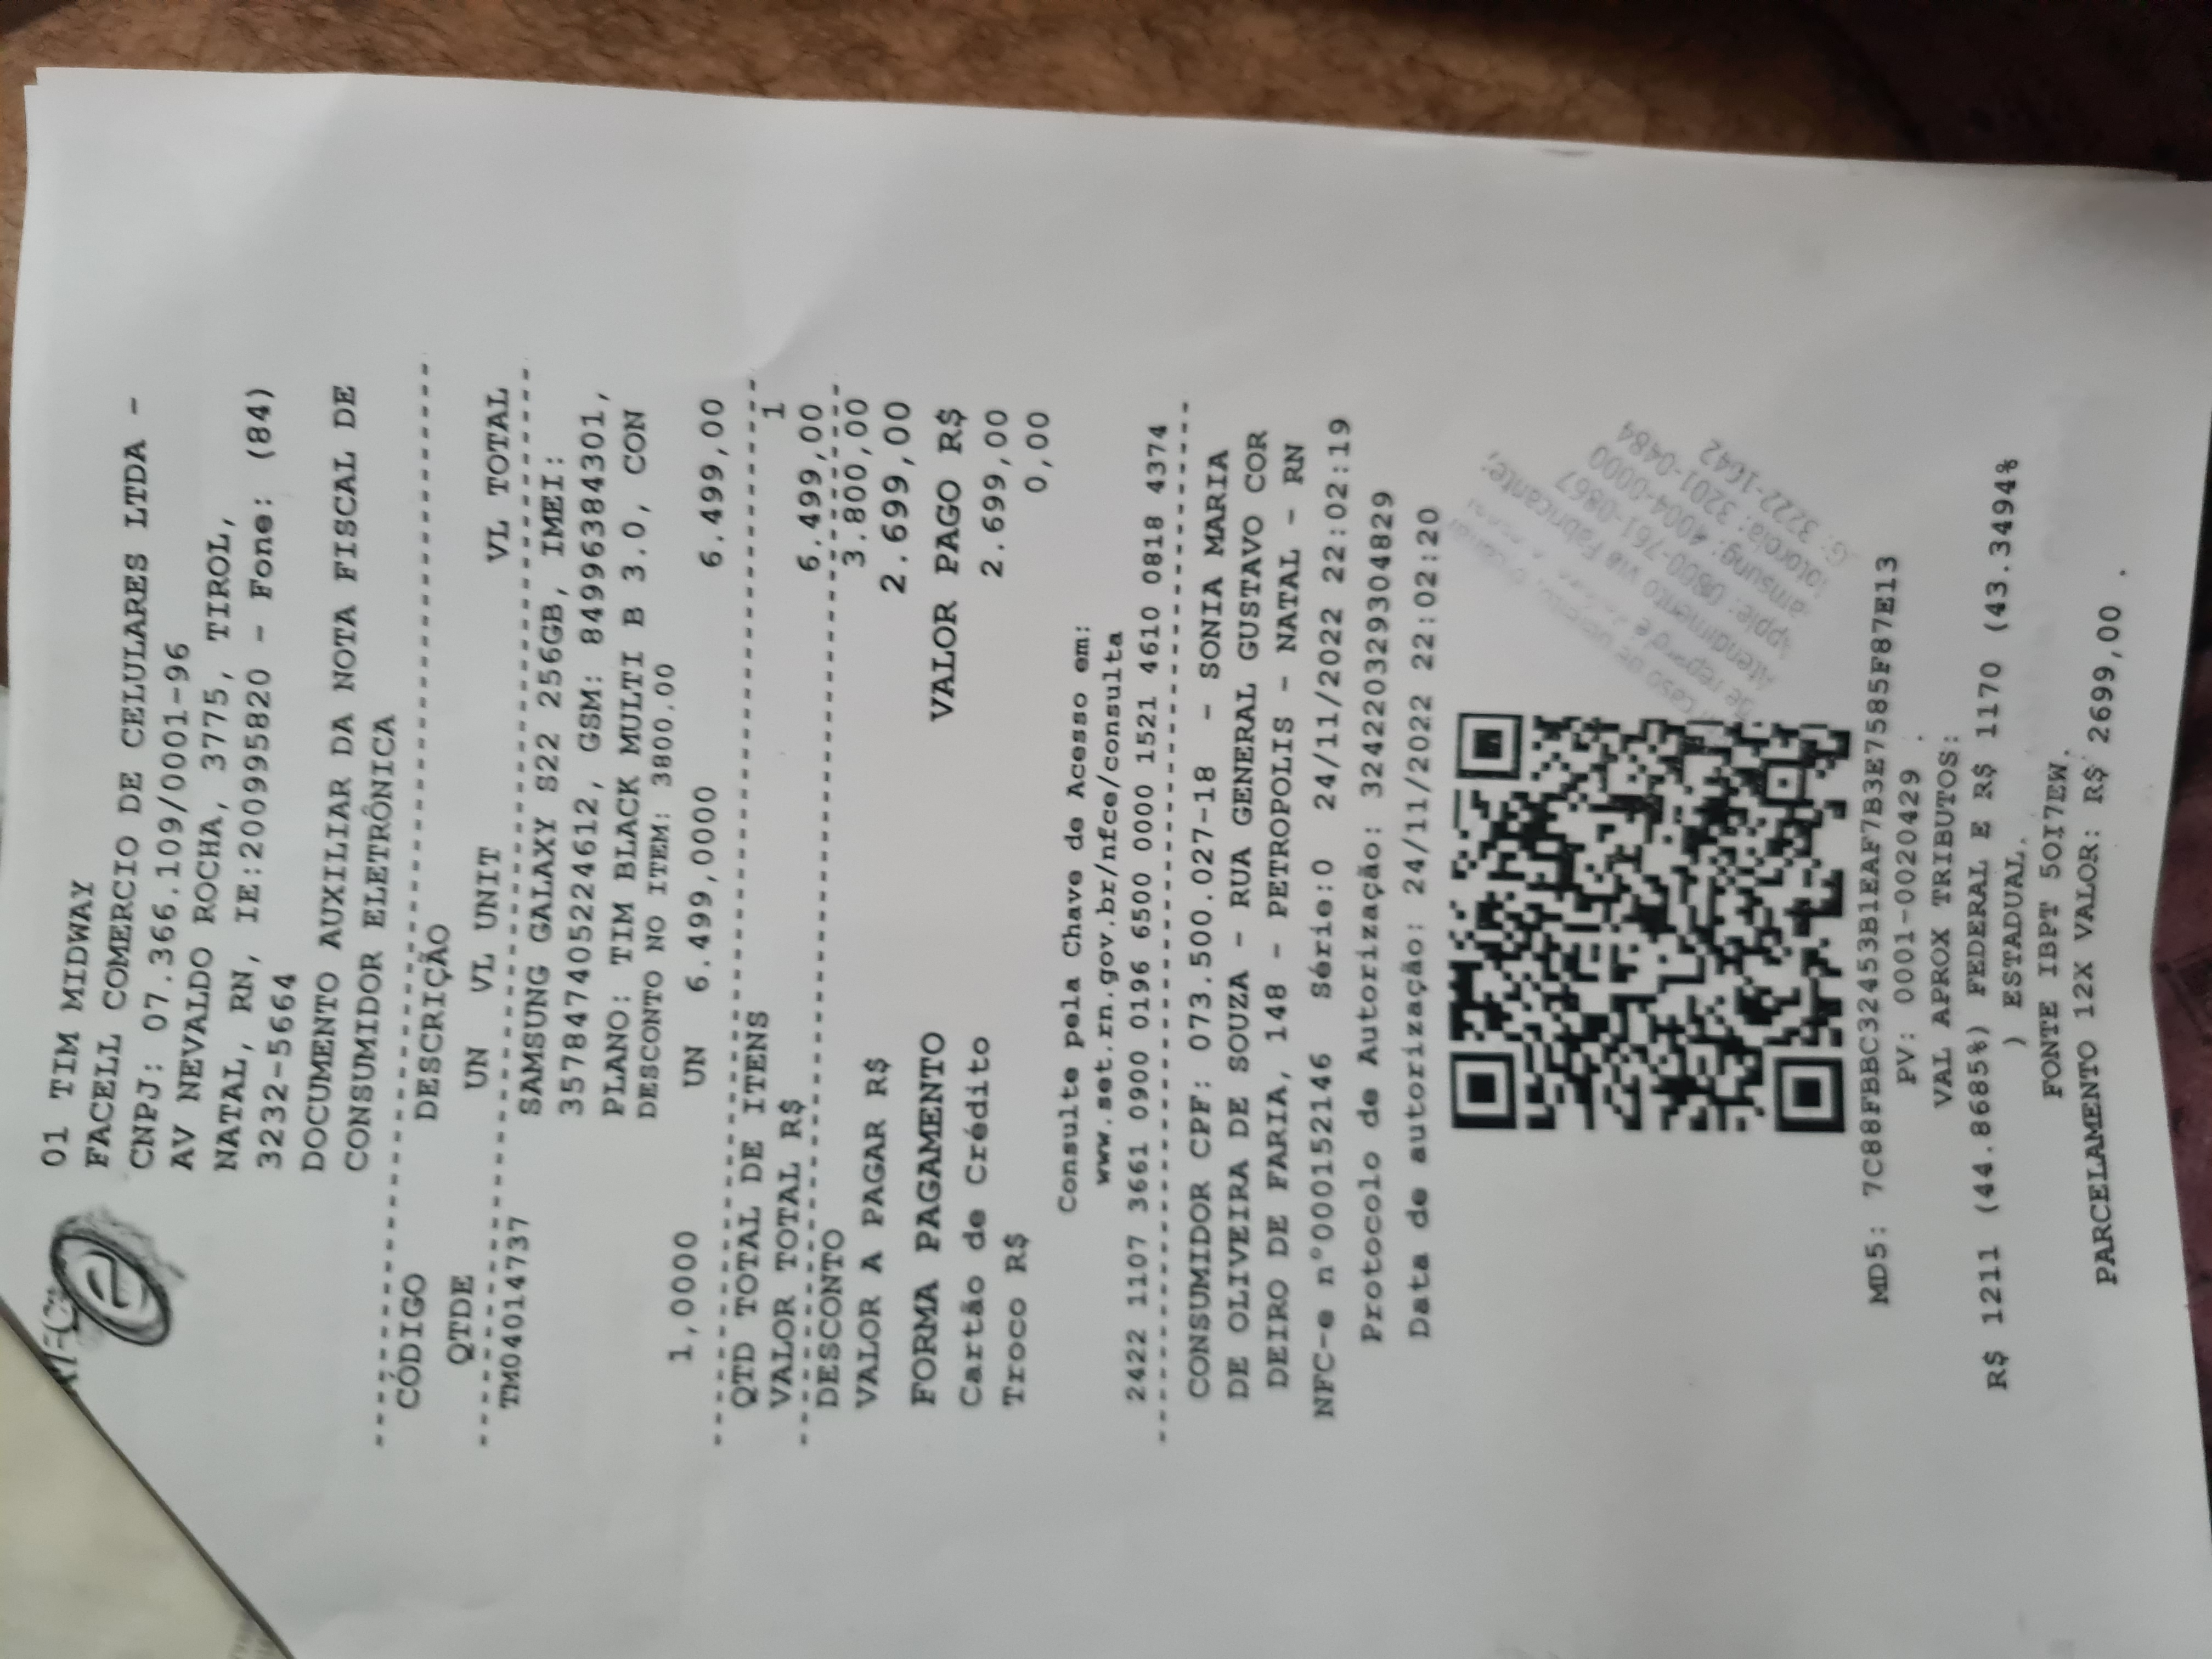 01 TIM MIDWAY
FACELL COMERCIO DE CELULARES LTDA -
CNPJ: 07.366.109/0001-96
AV NEVALDO ROCHA, 3775, TIROL,
NATAL, RN, IE:200995820 - Fone: (84)
3232-5664
DOCUMENTO AUXILIAR DA NOTA FISCAL DE
CONSUMIDOR ELETRÔNICA
CÓDIGO DESCRIÇÃO
QTDE UN VL UNIT VL TOTAL
TM04014737 SAMSUNG GALAXY S22 256GB, IMEI:
357847405224612, GSM: 84996384301,
PLANO: TIM BLACK MULTI B 3.0, CON
DESCONTO NO ITEM: 3800.00
1,0000 UN 6.499,0000 6.499,00
QTD TOTAL DE ITENS 1
VALOR TOTAL R$ 6.499,00
DESCONTO 3.800,00
VALOR A PAGAR R$ 2.699,00
FORMA PAGAMENTO VALOR PAGO R$
Cartão de Crédito 2.699,00
Troco R$ 0,00
Consulte pela Chave de Acesso em:
www.set.rn.gov.br/nfce/consulta
2422 1107 3661 0900 0196 6500 0000 1521 4610 0818 4374
CONSUMIDOR CPF: 073.500.027-18 - SONIA MARIA
DE OLIVEIRA DE SOUZA - RUA GENERAL GUSTAVO COR
DEIRO DE FARIA, 148 - PETROPOLIS - NATAL - RN
NFC-e n°000152146 Série:0 24/11/2022 22:02:19
Protocolo de Autorização: 324220329304829
Data de autorização: 24/11/2022 22:02:20
caso de
Atendimento via Fabricante;
Apple: 0800-761-0867
amsung: 4004-0000
lotorola: 3201-0484
G: 3222-1642
MD5: 7C88FBBC32453B1EAF7B3E7585F87E13
PV: 0001-0020429 .
VAL APROX TRIBUTOS:
R$ 1211 (44.8685%) FEDERAL E R$ 1170 (43.3494%
) ESTADUAL.
FONTE IBPT 5OI7EW.
PARCELAMENTO 12X VALOR: R$ 2699,00 .